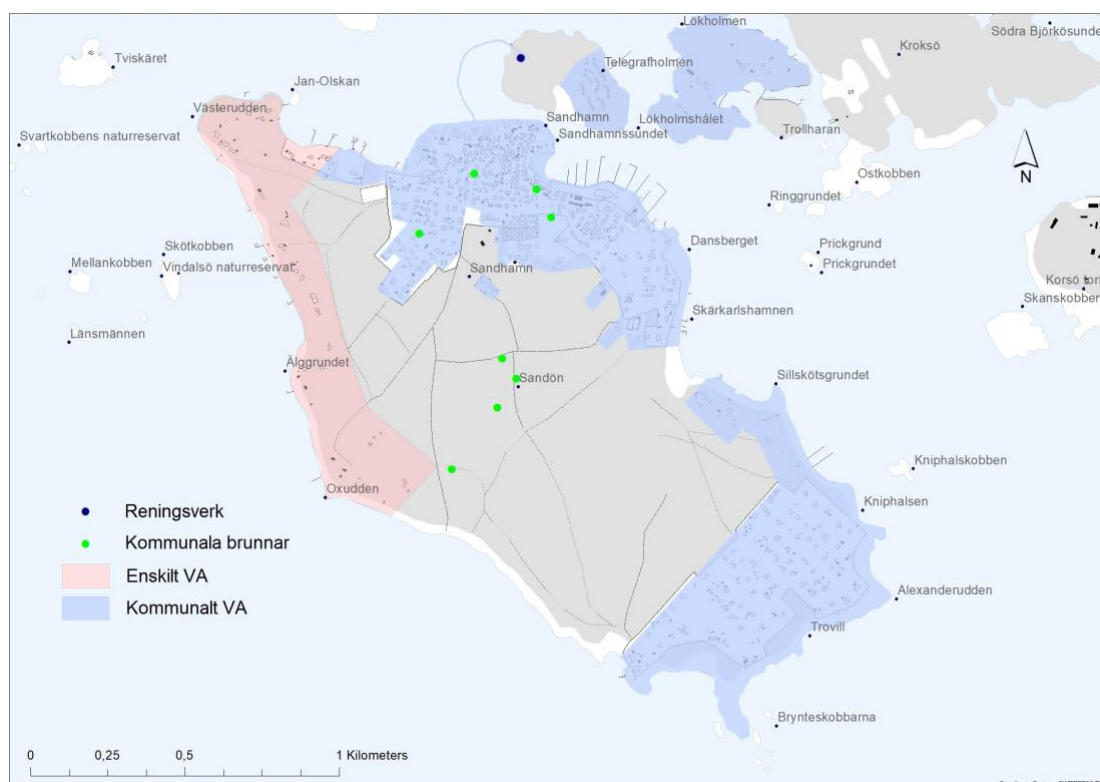 Lökholmen
Södra Björkösunde
Kroksö
Tviskäret
Telegrafholmen
Jan-Olskan
Västerudden
Sandhamn
Lökholmshålet
Sandhamnssundet
Trollharan
Svartkobbens naturreservat
Ostkobben
Ringgrundet
Dansberget
Prickgrund
Skötkobben
Mellankobben
Vindalsö naturreservat
Sandhamn
Prickgrundet
Korsö torn
Skanskobben
Skärkarlshamnen
Länsmännen
Älggrundet
Sandön
Sillskötsgrundet
Kniphalskobben
Oxudden
Kniphalsen
Alexanderudden
Trovill
Brynteskobbarna
N
Reningsverk
Kommunala brunnar
Enskilt VA
Kommunalt VA
0 0,25 0,5 1 Kilometers